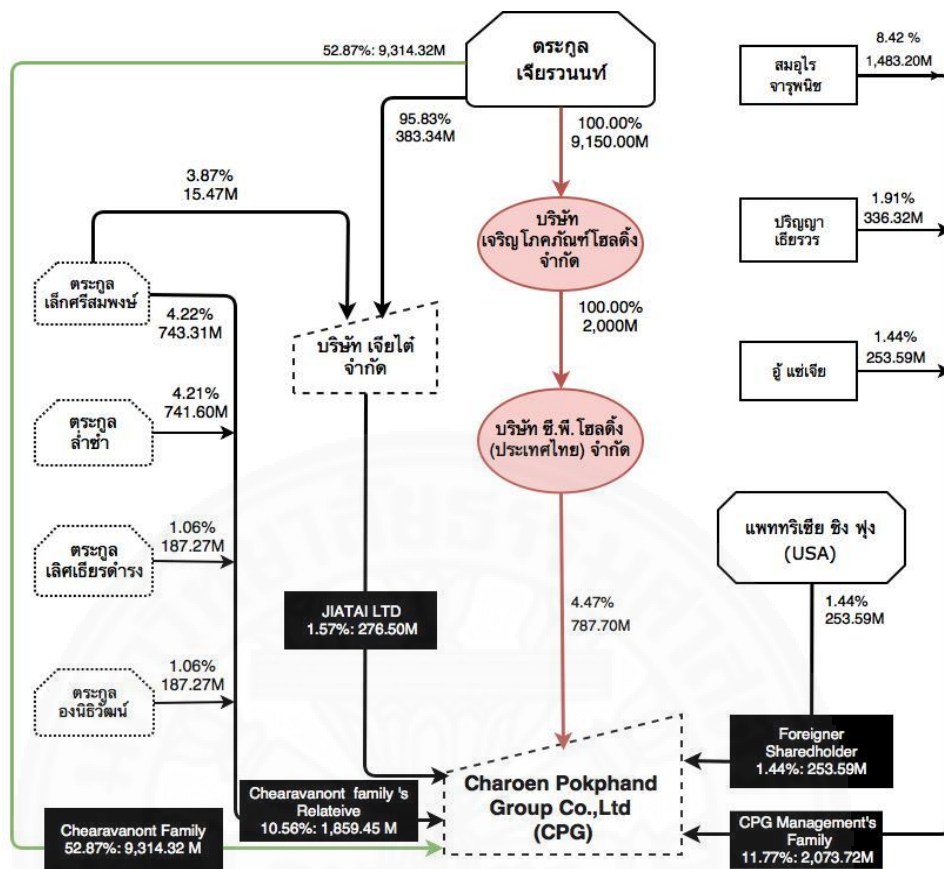 52.87%: 9,314.32M
ตระกูล
เจียรวนนท์
8.42 %
1,483.20M
สมอุไร
จารุพนิช
95.83%
383.34M
100.00%
9,150.00M
3.87%
15.47M
บริษัท
เจริญโภคภัณฑ์โฮลดิ้ง
จำกัด
1.91%
336.32M
ปริญญา
เธียรวร
ตระกูล
เล็กศรีสมพงษ์
4.22%
743.31M
100.00%
2,000M
บริษัท เจียไต๋
จำกัด
1.44%
253.59M
อู้ แซ่เจีย
4.21%
741.60M
ตระกูล
ล่ำซำ
บริษัท ซี.พี.โฮลดิ้ง
(ประเทศไทย) จำกัด
แพททริเซีย ชิง ฟุง
(USA)
1.06%
187.27M
ตระกูล
เลิศเธียรดำรง
JIATAI LTD
1.57%: 276.50M
4.47%
787.70M
1.44%
253.59M
1.06%
187.27M
ตระกูล
องนิธิวัฒน์
Foreigner
Sharedholder
1.44%: 253.59M
Charoen Pokphand
Group Co.,Ltd
(CPG)
Chearavanont family 's
Relateive
10.56%: 1,859.45 M
Chearavanont Family
52.87%: 9,314.32 M
CPG Management's
Family
11.77%: 2,073.72M